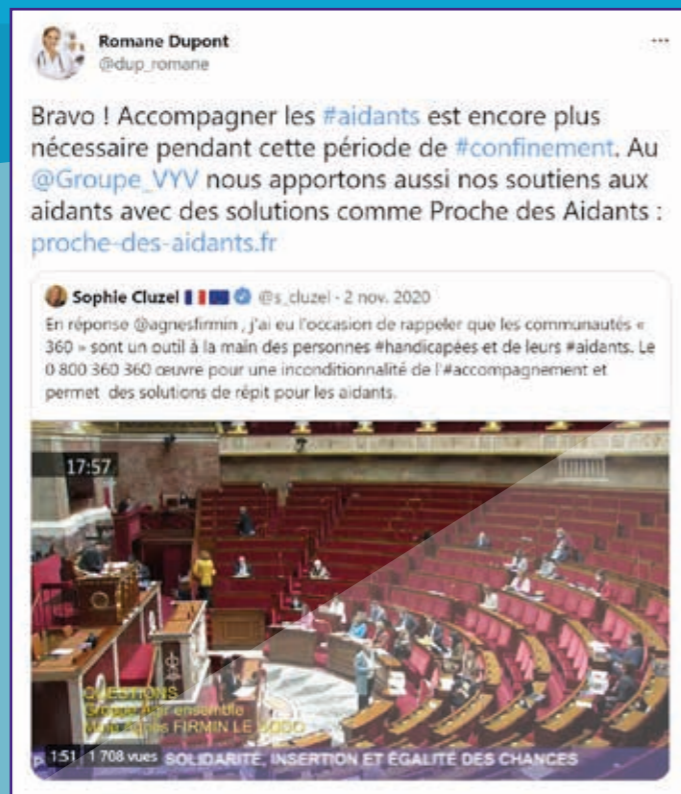 Romane Dupont
@dup_romane
Bravo ! Accompagner les #aidants est encore plus
nécessaire pendant cette période de #confinement. Au
@Groupe_VYV nous apportons aussi nos soutiens aux
aidants avec des solutions comme Proche des Aidants :
proche-des-aidants.fr
Sophie Cluzel @s_cluzel - 2 nov. 2020
En réponse @agnesfirmin , j'ai eu l'occasion de rappeler que les communautés «
360 » sont un outil à la main des personnes #handicapées et de leurs #aidants. Le
0 800 360 360 œuvre pour une inconditionnalité de l'#accompagnement et
permet des solutions de répit pour les aidants.
17:57
QUESTIONS
ensemble
FIRMIN LE
1:51 1 708 vues SOLIDARITÉ, INSERTION ET ÉGALITÉ DES CHANCES